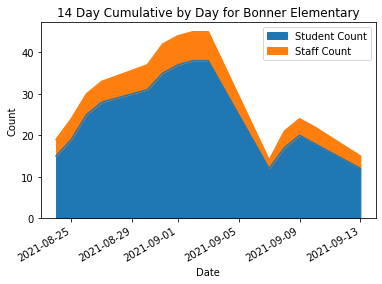 14 Day Cumulative by Day for Bonner Elementary
Student Count
Staff Count
Count
40
30
20
10
0
2021-08-25
2021-08-29
2021-09-01
2021-09-05
2021-09-09
2021-09-13
Date